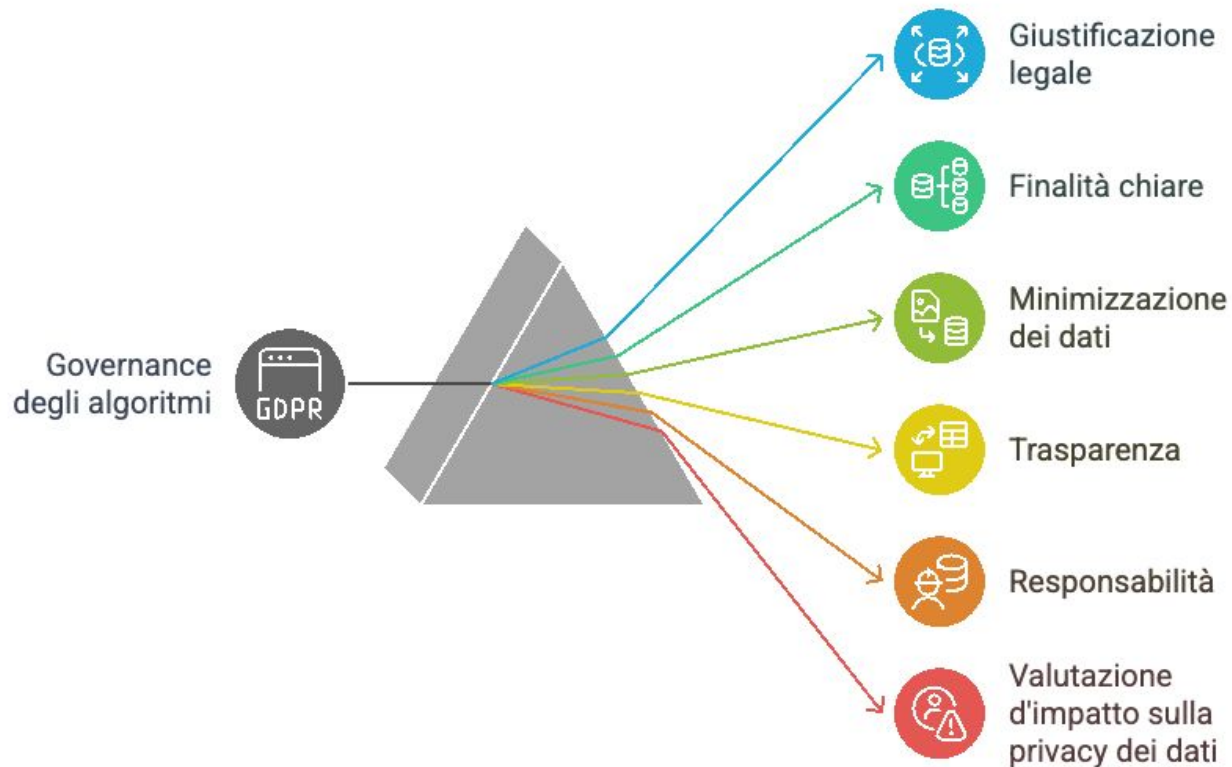 Giustificazione
legale
Finalità chiare
Minimizzazione
dei dati
Governance
degli algoritmi
GDPR
Trasparenza
Responsabilità
Valutazione
d'impatto sulla
privacy dei dati